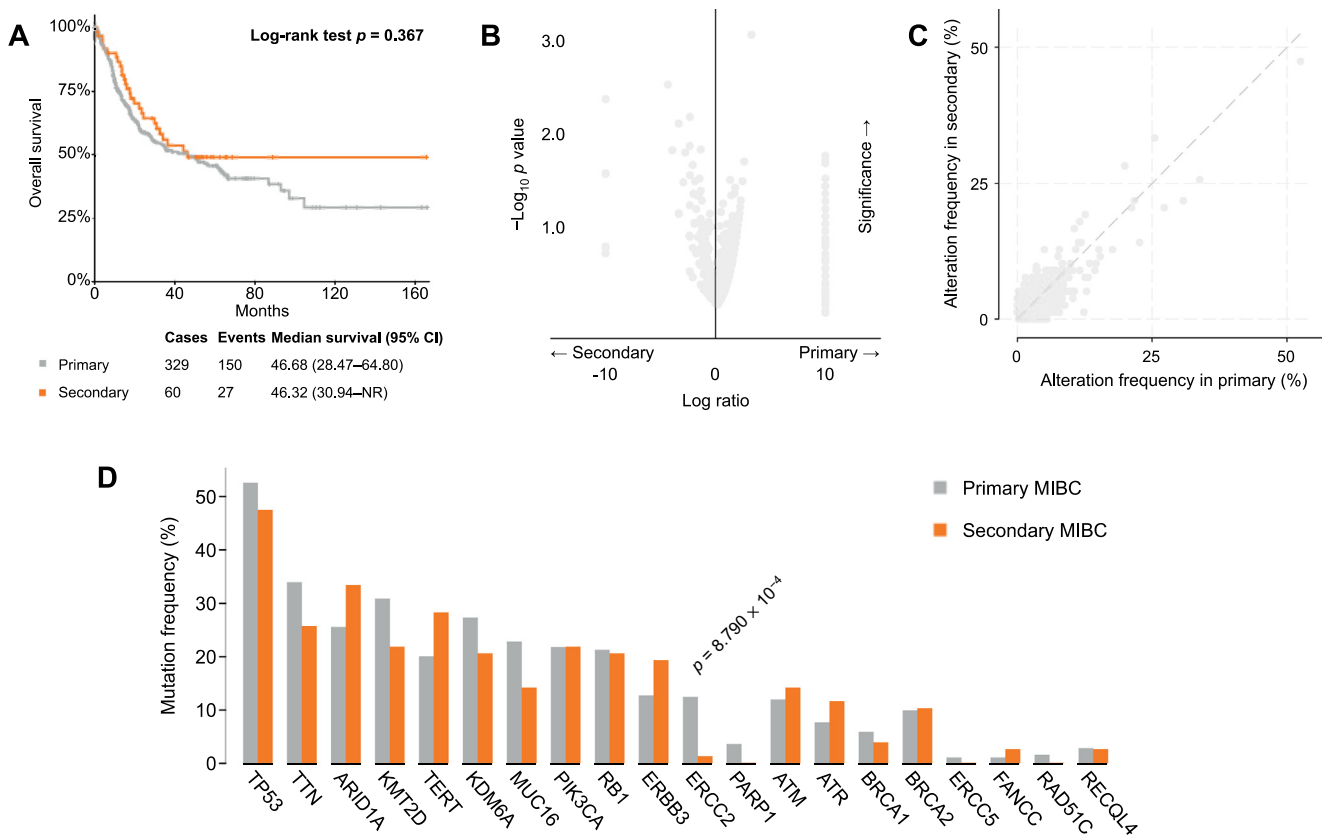 A
Log-rank test p = 0.367
100%
75%
50%
25%
0%
Overall survival
0 40 80 120 160
Months
Cases Events Median survival (95% CI)
Primary 329 150 46.68 (28.47–64.80)
Secondary 60 27 46.32 (30.94–NR)
B
3.0
2.0
1.0
−Log10 p value
Significance →
← Secondary Primary →
-10 0 10
Log ratio
C
50
25
0
Alteration frequency in secondary (%)
0 25 50
Alteration frequency in primary (%)
D
50
40
30
20
10
0
Mutation frequency (%)
Primary MIBC
Secondary MIBC
p = 8.790 × 10⁻⁴
TP53 TTN ARID1A KMT2D TERT KDM6A MUC16 PIK3CA RB1 ERBB3 ERCC2 PARP1 ATM ATR BRCA1 BRCA2 ERCC5 FANCC RAD51C RECQL4